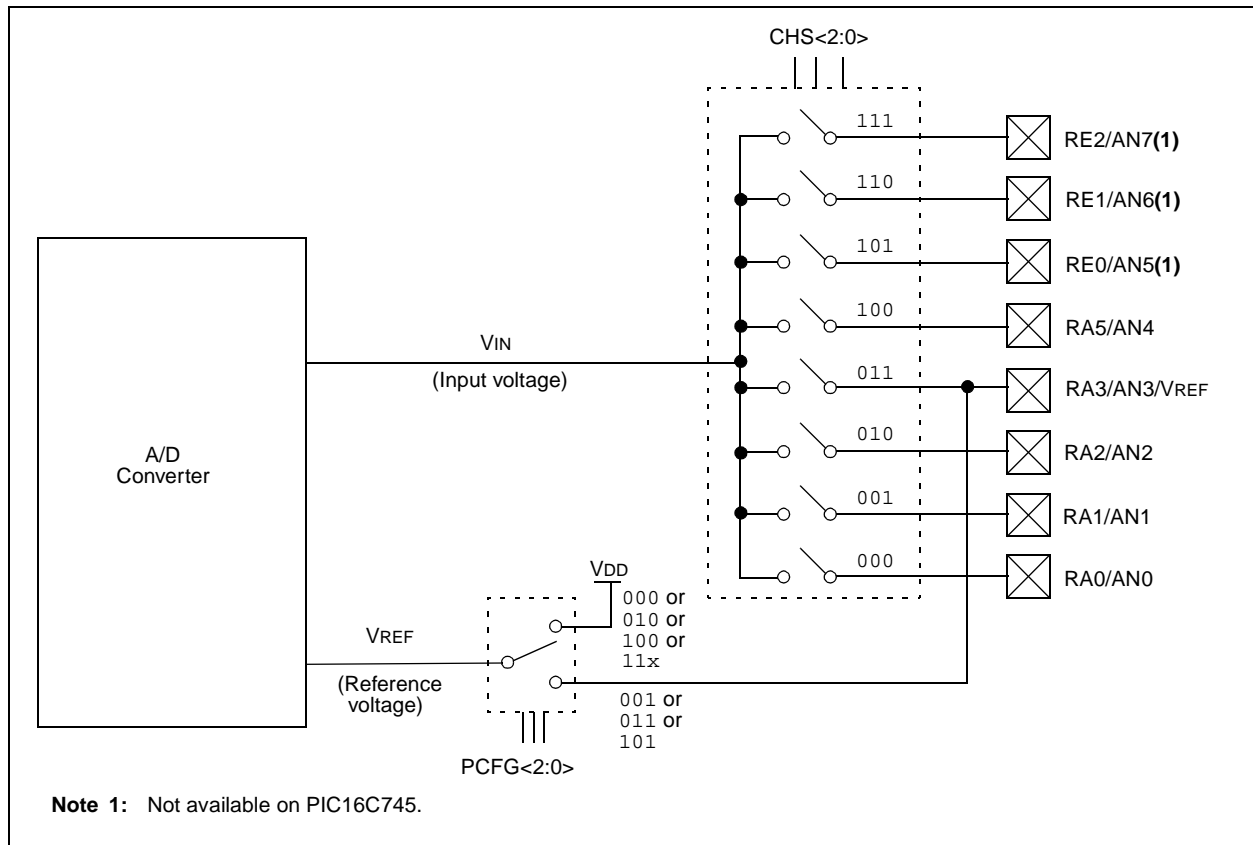 CHS<2:0>
111
RE2/AN7(1)
110
RE1/AN6(1)
101
RE0/AN5(1)
100
RA5/AN4
VIN
(Input voltage)
011
RA3/AN3/VREF
A/D
Converter
010
RA2/AN2
001
RA1/AN1
000
RA0/AN0
VDD
000 or
010 or
100 or
11x
VREF
(Reference
voltage)
001 or
011 or
101
PCFG<2:0>
Note 1: Not available on PIC16C745.